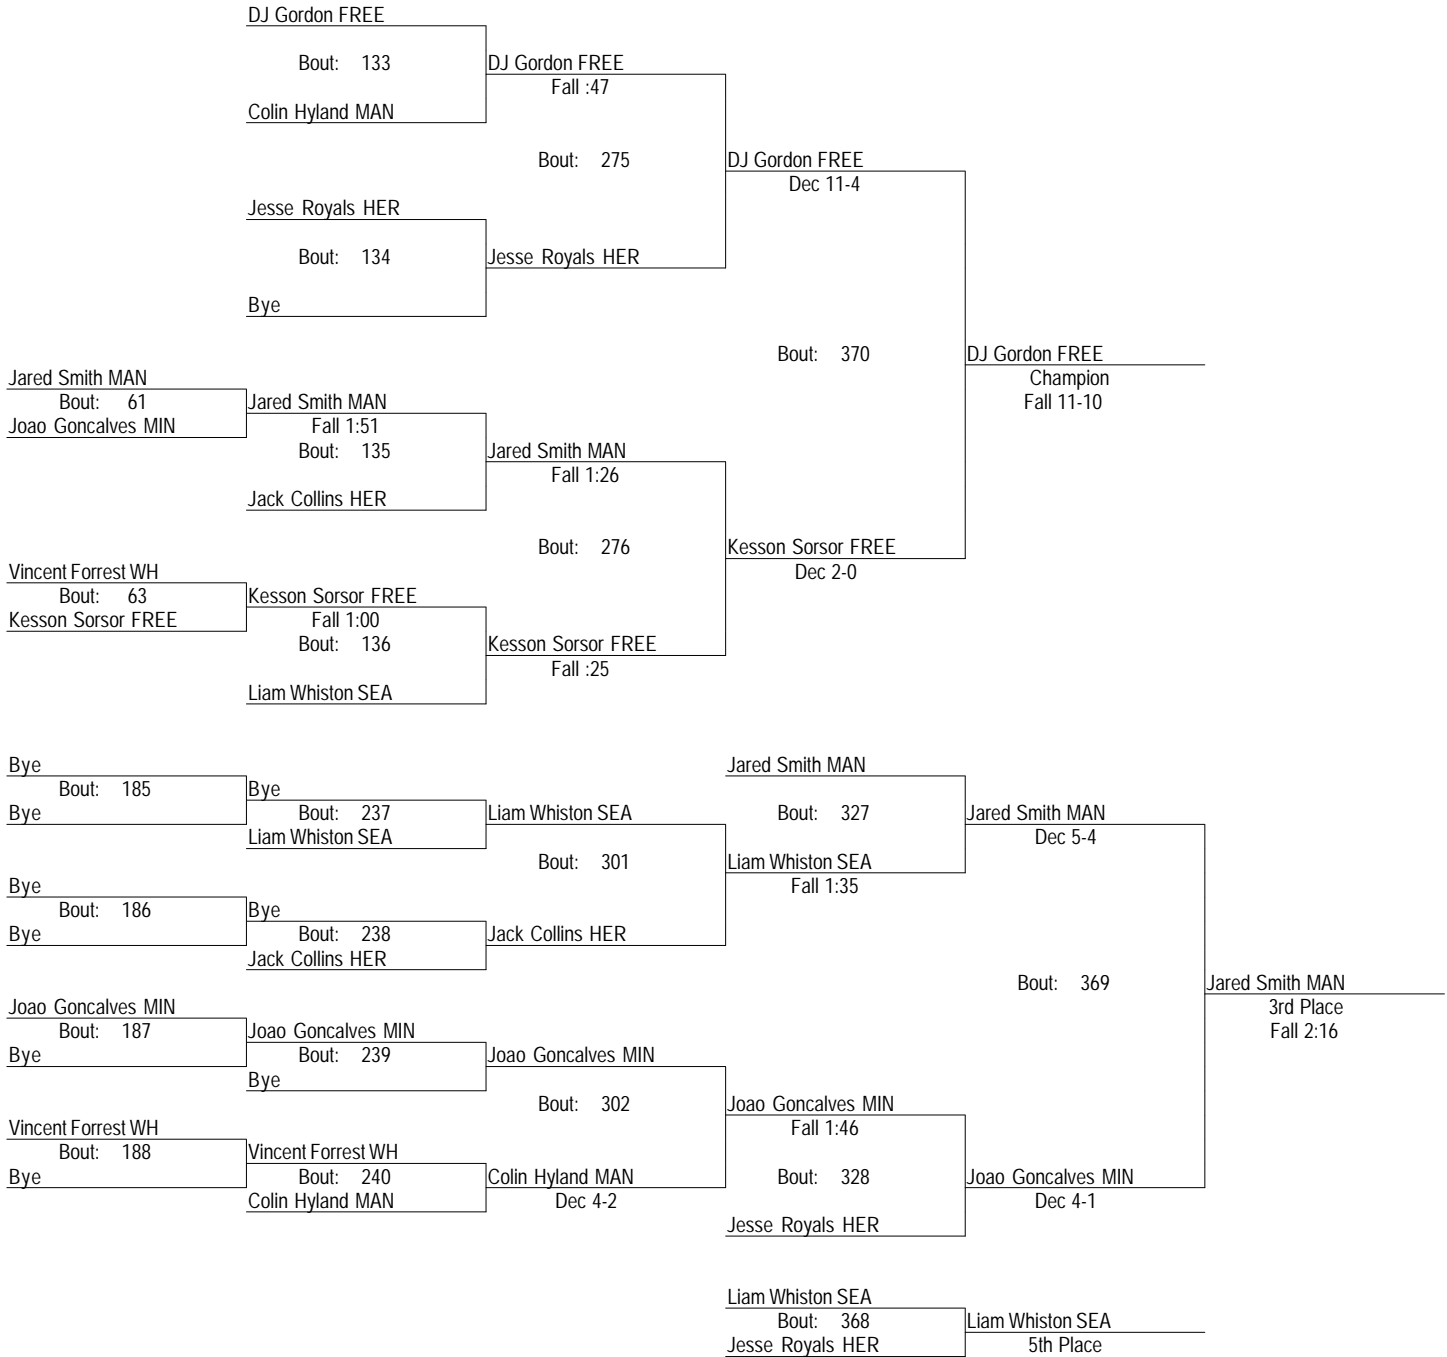 DJ Gordon FREE
Bout: 133
DJ Gordon FREE
Fall :47
Colin Hyland MAN
Bout: 275
DJ Gordon FREE
Dec 11-4
Jesse Royals HER
Bout: 134
Jesse Royals HER
Bye
Bout: 370
DJ Gordon FREE
Champion
Fall 11-10
Jared Smith MAN
Bout: 61
Joao Goncalves MIN
Jared Smith MAN
Fall 1:51
Bout: 135
Jared Smith MAN
Fall 1:26
Jack Collins HER
Bout: 276
Kesson Sorsor FREE
Dec 2-0
Vincent Forrest WH
Bout: 63
Kesson Sorsor FREE
Kesson Sorsor FREE
Fall 1:00
Bout: 136
Kesson Sorsor FREE
Fall :25
Liam Whiston SEA
Bye
Bout: 185
Bye
Bye
Bout: 237
Liam Whiston SEA
Liam Whiston SEA
Bout: 301
Jared Smith MAN
Bout: 327
Liam Whiston SEA
Fall 1:35
Jared Smith MAN
Dec 5-4
Bye
Bout: 186
Bye
Bye
Bout: 238
Jack Collins HER
Jack Collins HER
Bout: 369
Jared Smith MAN
3rd Place
Fall 2:16
Joao Goncalves MIN
Bout: 187
Bye
Joao Goncalves MIN
Bout: 239
Bye
Joao Goncalves MIN
Bout: 302
Joao Goncalves MIN
Fall 1:46
Vincent Forrest WH
Bout: 188
Bye
Vincent Forrest WH
Bout: 240
Colin Hyland MAN
Colin Hyland MAN
Dec 4-2
Bout: 328
Joao Goncalves MIN
Dec 4-1
Jesse Royals HER
Liam Whiston SEA
Bout: 368
Jesse Royals HER
Liam Whiston SEA
5th Place